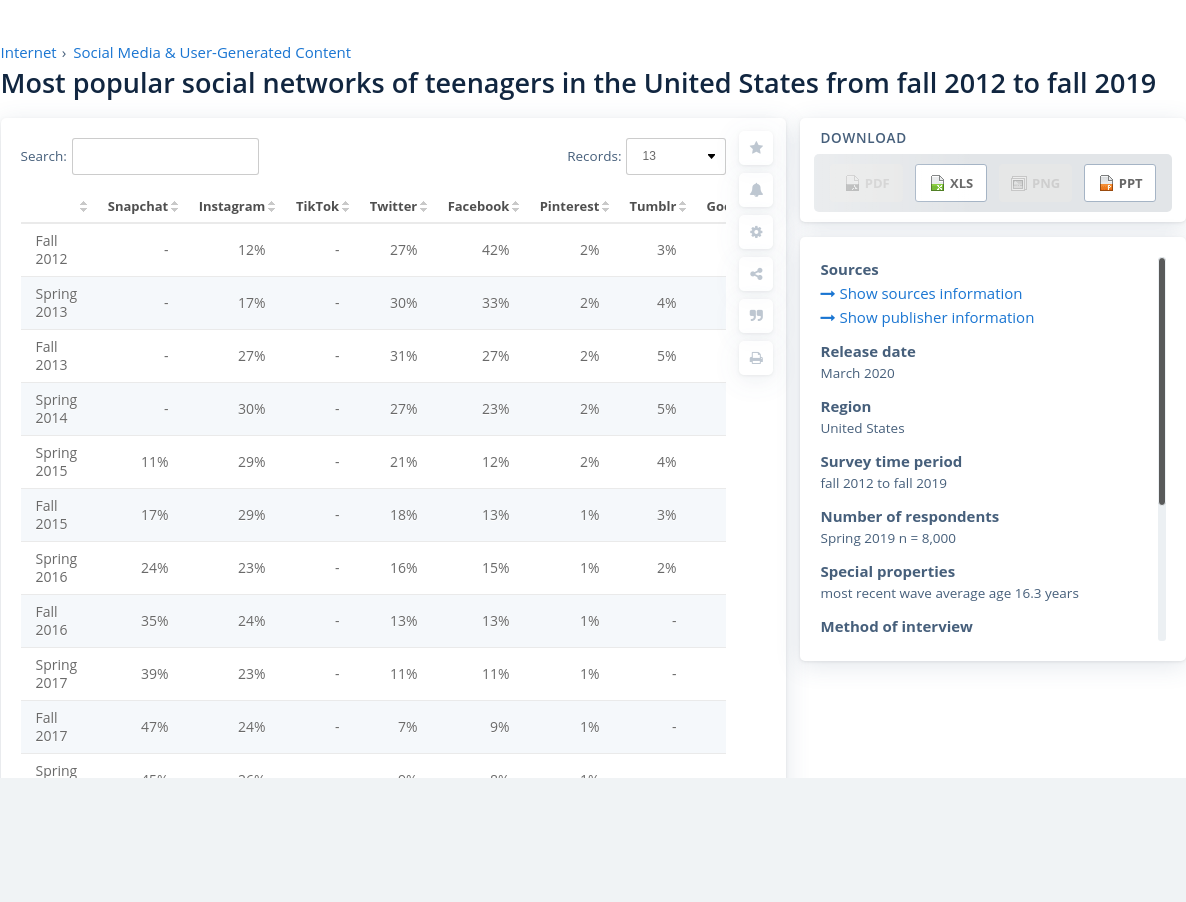 Internet › Social Media & User-Generated Content
Most popular social networks of teenagers in the United States from fall 2012 to fall 2019
Search:
Records: 13
Snapchat Instagram TikTok Twitter Facebook Pinterest Tumblr Goo
Fall 2012 - 12% - 27% 42% 2% 3%
Spring 2013 - 17% - 30% 33% 2% 4%
Fall 2013 - 27% - 31% 27% 2% 5%
Spring 2014 - 30% - 27% 23% 2% 5%
Spring 2015 11% 29% - 21% 12% 2% 4%
Fall 2015 17% 29% - 18% 13% 1% 3%
Spring 2016 24% 23% - 16% 15% 1% 2%
Fall 2016 35% 24% - 13% 13% 1% -
Spring 2017 39% 23% - 11% 11% 1% -
Fall 2017 47% 24% - 7% 9% 1% -
Spring
DOWNLOAD
PDF XLS PNG PPT
Sources
Show sources information
Show publisher information
Release date
March 2020
Region
United States
Survey time period
fall 2012 to fall 2019
Number of respondents
Spring 2019 n = 8,000
Special properties
most recent wave average age 16.3 years
Method of interview